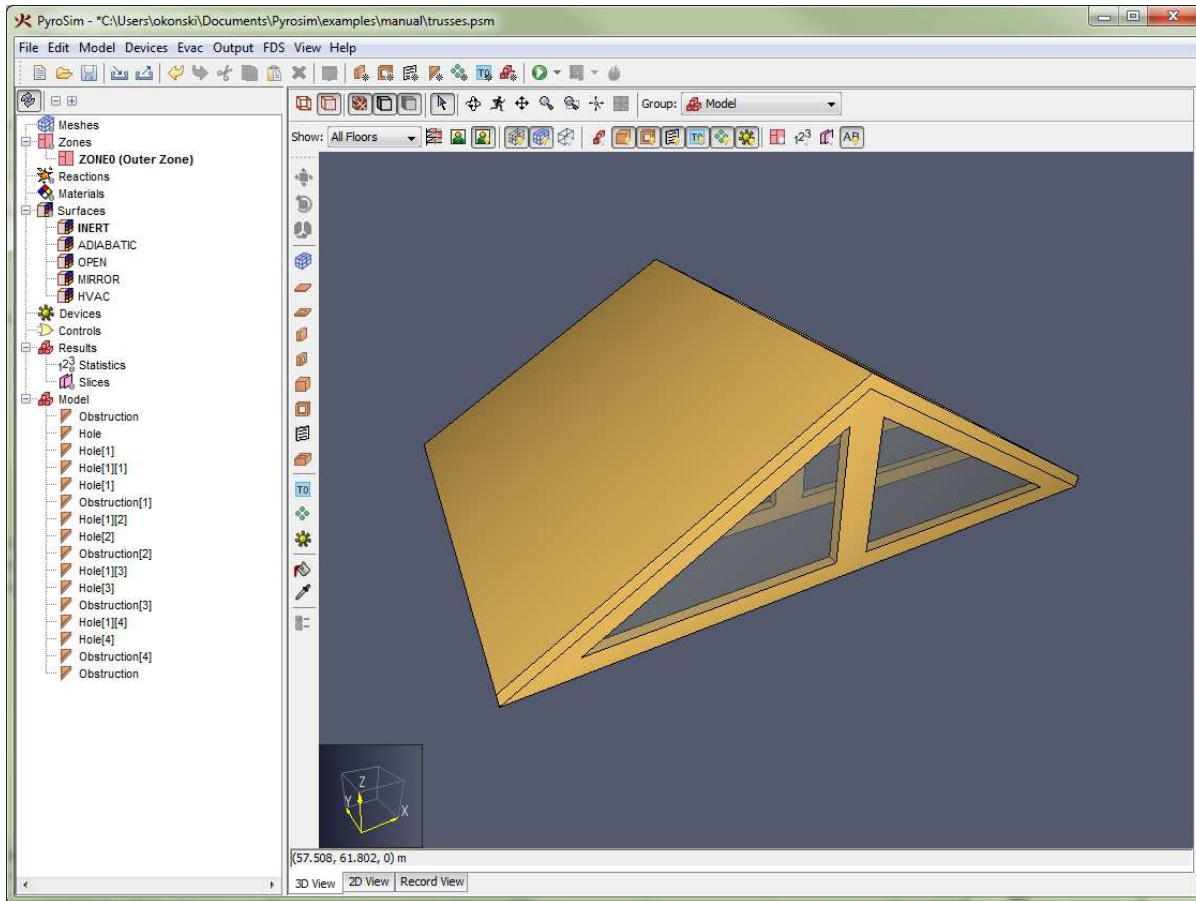 PyroSim - *C:\Users\okonski\Documents\Pyrosim\examples\manual\trusses.psm
File Edit Model Devices Evac Output FDS View Help
Group: Model
Show: All Floors
Meshes
Zones
ZONE0 (Outer Zone)
Reactions
Materials
Surfaces
INERT
ADIABATIC
OPEN
MIRROR
HVAC
Devices
Controls
Results
Statistics
Slices
Model
Obstruction
Hole
Hole[1]
Hole[1][1]
Hole[1]
Obstruction[1]
Hole[1][2]
Hole[2]
Obstruction[2]
Hole[1][3]
Hole[3]
Obstruction[3]
Hole[1][4]
Hole[4]
Obstruction[4]
Obstruction
Z
Y
X
(57.508, 61.802, 0) m
3D View 2D View Record View